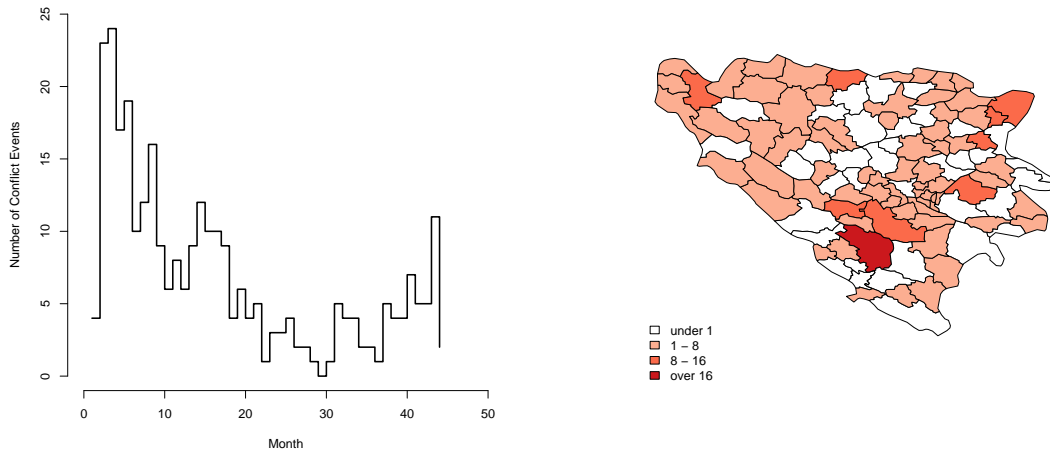 Number of Conflict Events
25
20
15
10
5
0
0 10 20 30 40 50
Month
under 1
1 – 8
8 – 16
over 16